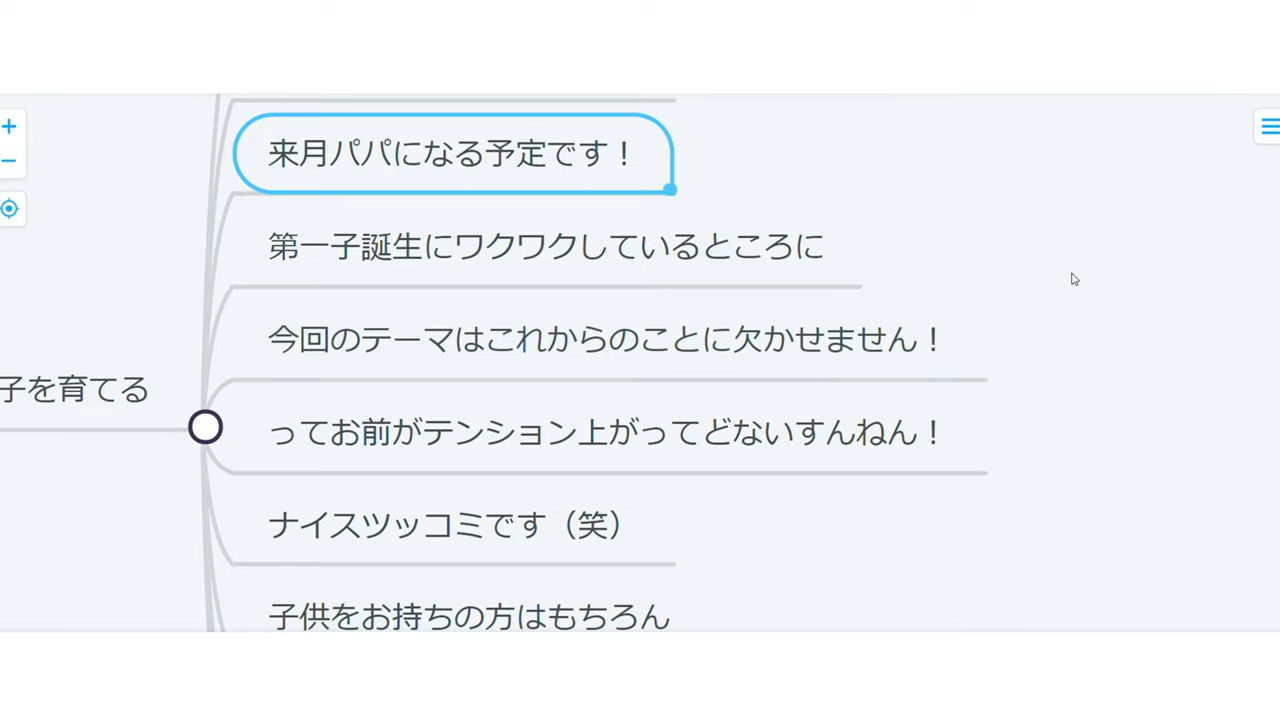 来月パパになる予定です！
第一子誕生にワクワクしているところに
今回のテーマはこれからのことに欠かせません！
子を育てる
ってお前がテンション上がってどないすんねん！
ナイスツッコミです（笑）
子供をお持ちの方はもちろん